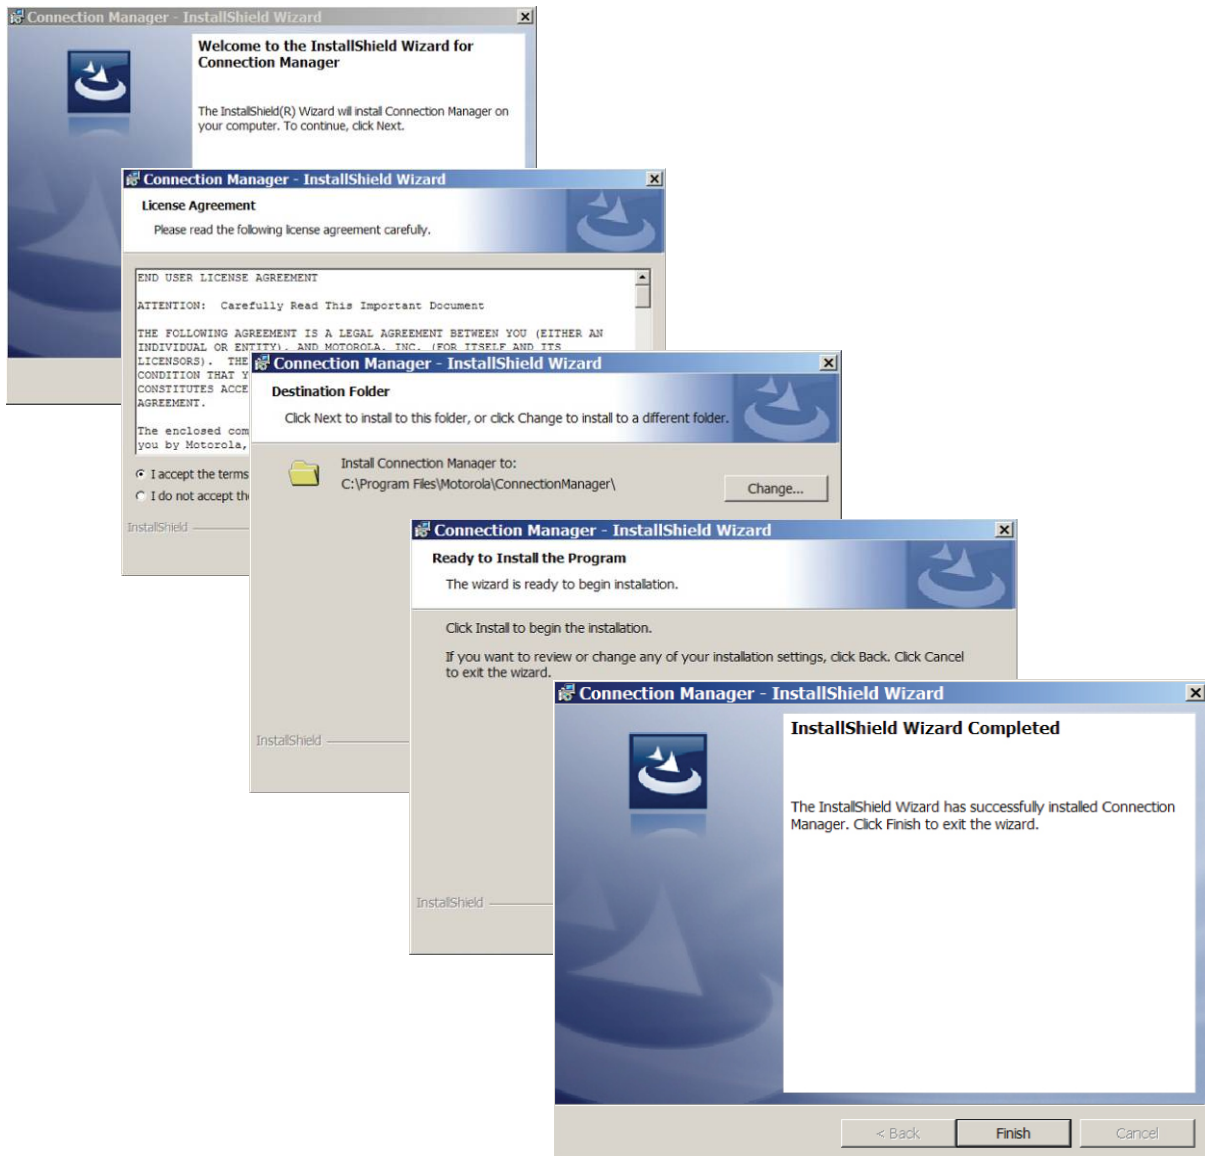 Connection Manager - InstallShield Wizard
Welcome to the InstallShield Wizard for
Connection Manager
The InstallShield(R) Wizard will install Connection Manager on
your computer. To continue, click Next.
Connection Manager - InstallShield Wizard
License Agreement
Please read the following license agreement carefully.
END USER LICENSE AGREEMENT
ATTENTION:  Carefully Read This Important Document
THE FOLLOWING AGREEMENT IS A LEGAL AGREEMENT BETWEEN YOU (EITHER AN
INDIVIDUAL OR ENTITY), AND MOTOROLA, INC. (FOR ITSELF AND ITS
LICENSORS).  THE
CONDITION THAT Y
CONSTITUTES ACCE
AGREEMENT.
The enclosed com
you by Motorola,
I accept the terms
I do not accept the
InstallShield
Connection Manager - InstallShield Wizard
Destination Folder
Click Next to install to this folder, or click Change to install to a different folder.
Install Connection Manager to:
C:\Program Files\Motorola\ConnectionManager\
Change...
InstallShield
Connection Manager - InstallShield Wizard
Ready to Install the Program
The wizard is ready to begin installation.
Click Install to begin the installation.
If you want to review or change any of your installation settings, click Back. Click Cancel
to exit the wizard.
InstallShield
Connection Manager - InstallShield Wizard
InstallShield Wizard Completed
The InstallShield Wizard has successfully installed Connection
Manager. Click Finish to exit the wizard.
< Back
Finish
Cancel